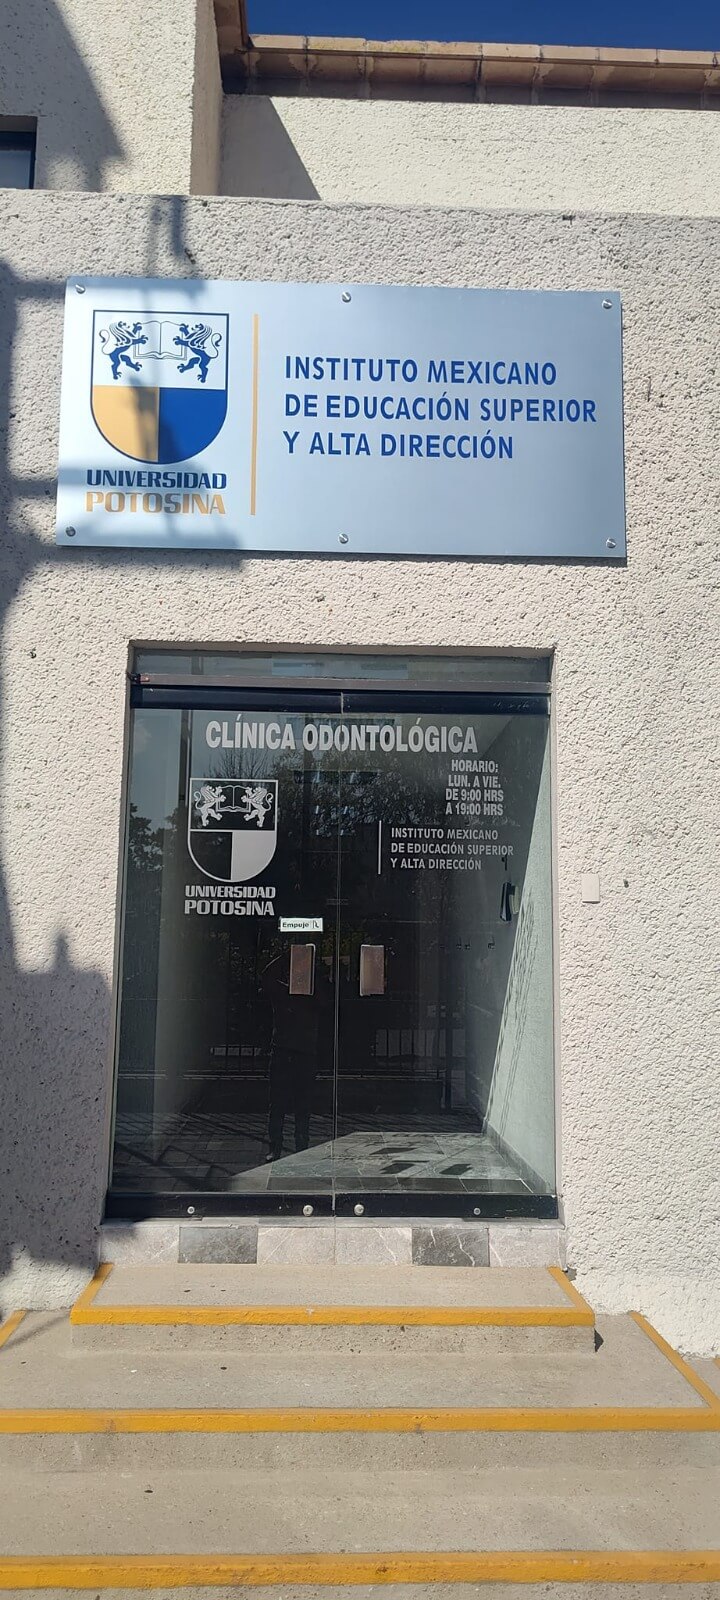 UNIVERSIDAD
POTOSINA
INSTITUTO MEXICANO
DE EDUCACIÓN SUPERIOR
Y ALTA DIRECCIÓN
CLÍNICA ODONTOLÓGICA
HORARIO:
LUN. A VIE.
DE 9:00 HRS
A 19:00 HRS
UNIVERSIDAD
POTOSINA
INSTITUTO MEXICANO
DE EDUCACIÓN SUPERIOR
Y ALTA DIRECCIÓN
Empuje